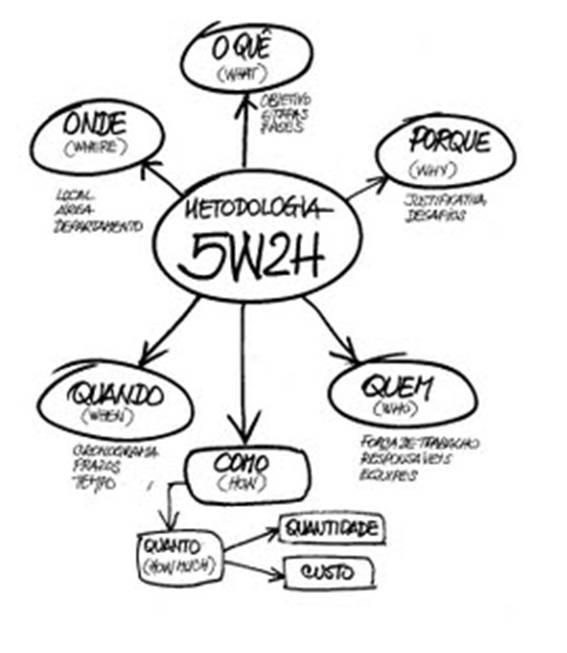 O QUÊ
(WHAT)
OBJETIVO
ETAPAS
FASES
ONDE
(WHERE)
LOCAL
ÁREA
DEPARTAMENTO
PORQUE
(WHY)
JUSTIFICATIVA
DESAFIOS
METODOLOGIA
5W2H
QUANDO
(WHEN)
CRONOGRAMA
PRAZOS
TEMPO
QUEM
(WHO)
FORÇA DE TRABALHO
RESPONSÁVEIS
EQUIPES
COMO
(HOW)
QUANTO
(HOW MUCH)
QUANTIDADE
CUSTO